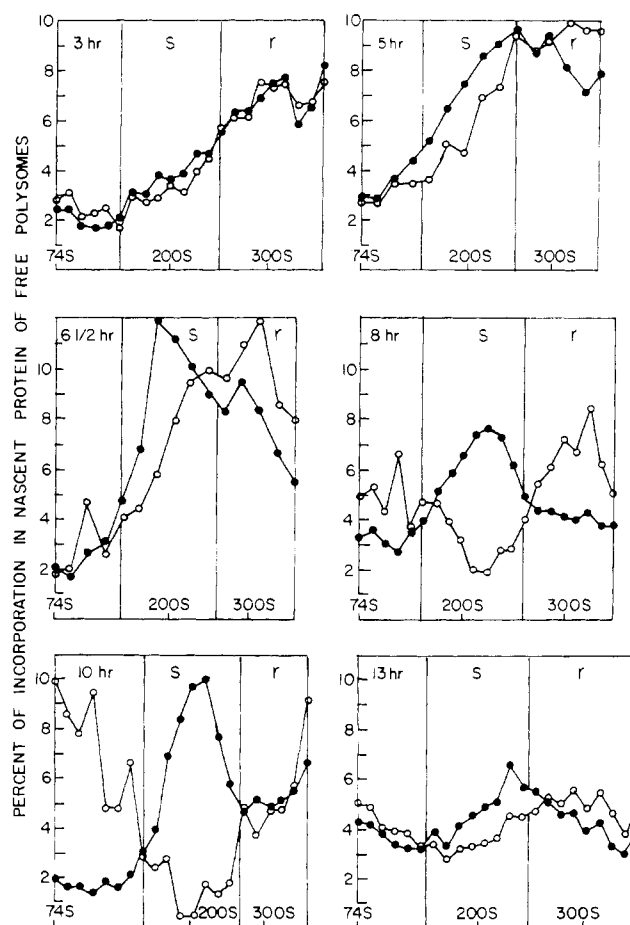 PERCENT OF INCORPORATION IN NASCENT PROTEIN OF FREE POLYSOMES
3 hr S r
10
8
6
4
2
74S 200S 300S
5 hr S r
10
8
6
4
2
74S 200S 300S
6 1/2 hr S r
10
8
6
4
2
74S 200S 300S
8 hr S r
10
8
6
4
2
74S 200S 300S
10 hr S r
10
8
6
4
2
74S 200S 300S
13 hr S r
10
8
6
4
2
74S 200S 300S